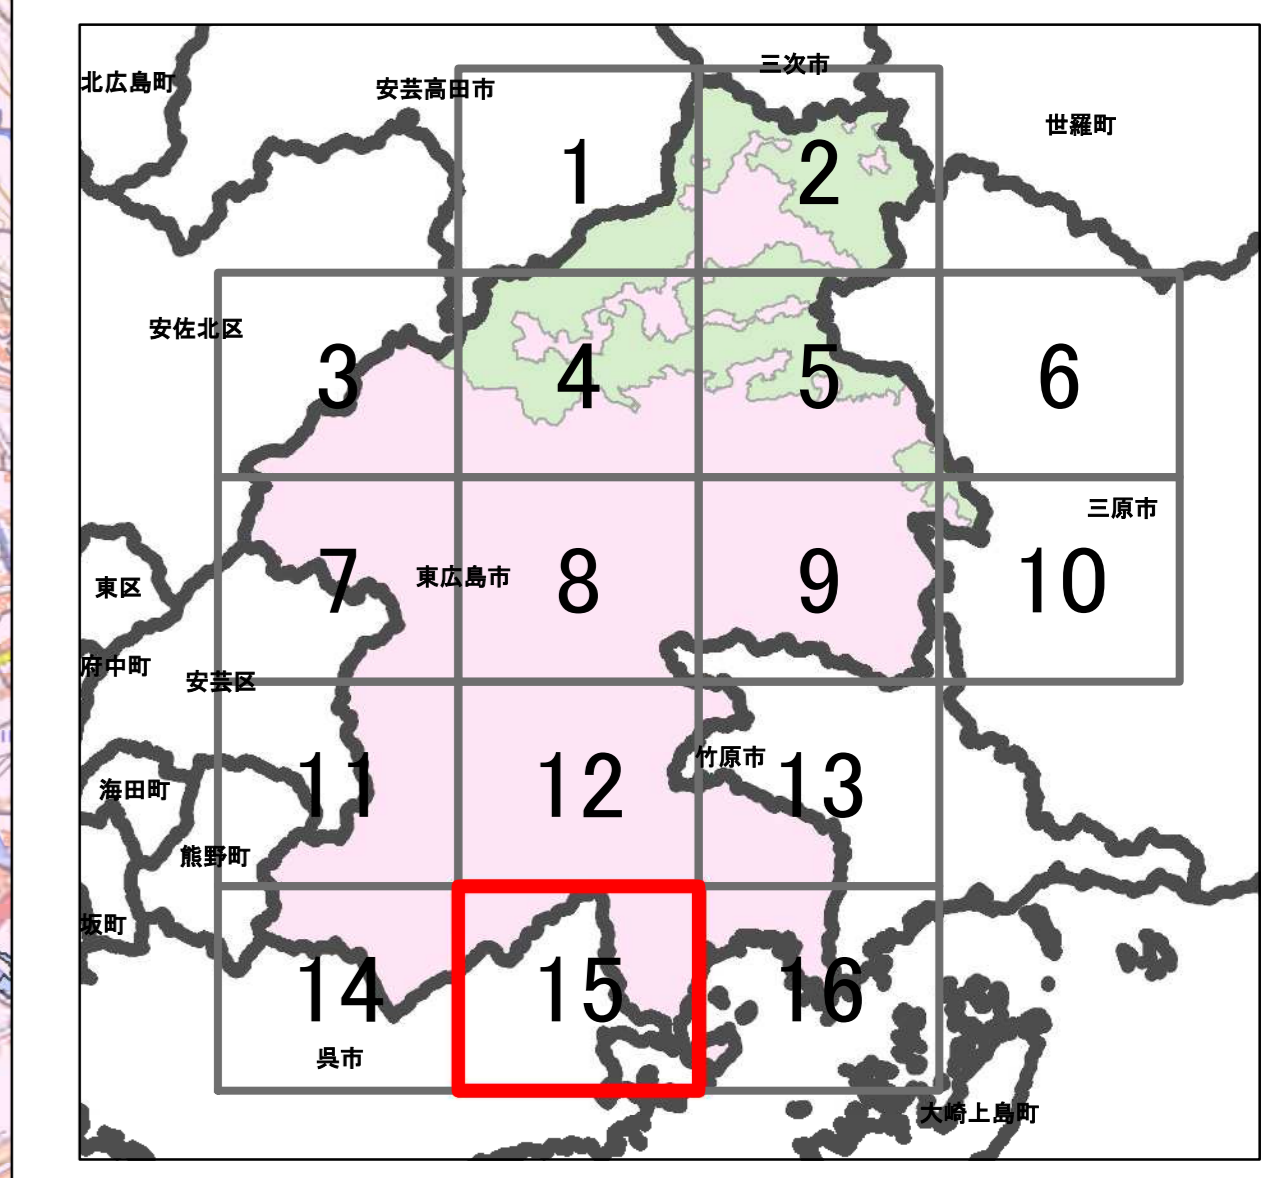 三次市
北広島町
安芸高田市
世羅町
1
2
安佐北区
3
4
5
6
三原市
東区
7
東広島市
8
9
10
府中町
安芸区
竹原市
海田町
11
12
13
熊野町
坂町
14
15
16
呉市
大崎上島町